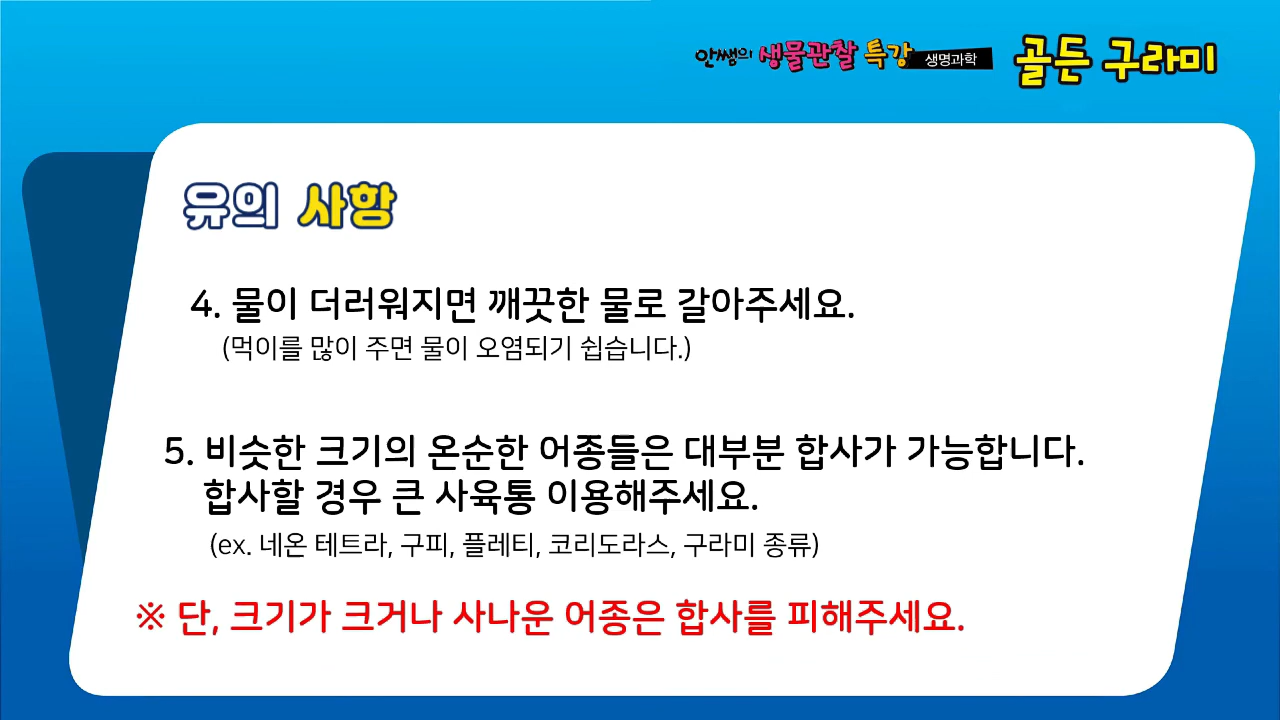 안쌤의 생물관찰 특강 생명과학 골든 구라미
유의 사항
4. 물이 더러워지면 깨끗한 물로 갈아주세요.
(먹이를 많이 주면 물이 오염되기 쉽습니다.)
5. 비슷한 크기의 온순한 어종들은 대부분 합사가 가능합니다.
합사할 경우 큰 사육통 이용해주세요.
(ex. 네온 테트라, 구피, 플레티, 코리도라스, 구라미 종류)
※ 단, 크기가 크거나 사나운 어종은 합사를 피해주세요.